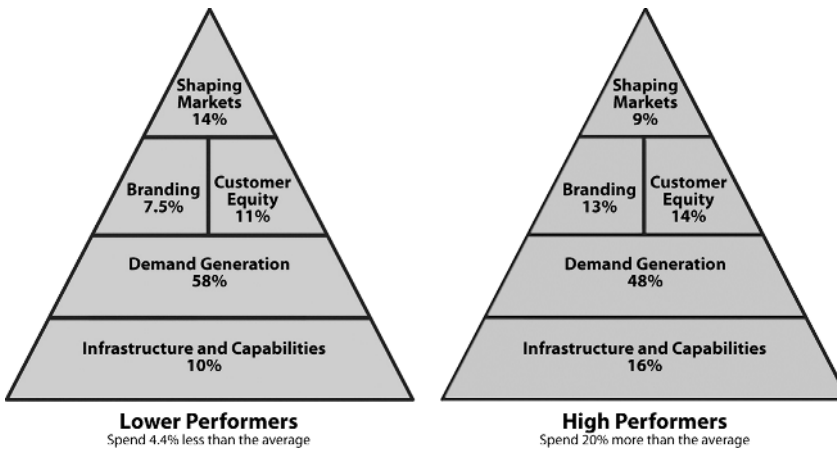 Shaping
Markets
14%
Branding
7.5%
Customer
Equity
11%
Demand Generation
58%
Infrastructure and Capabilities
10%
Lower Performers
Spend 4.4% less than the average
Shaping
Markets
9%
Branding
13%
Customer
Equity
14%
Demand Generation
48%
Infrastructure and Capabilities
16%
High Performers
Spend 20% more than the average